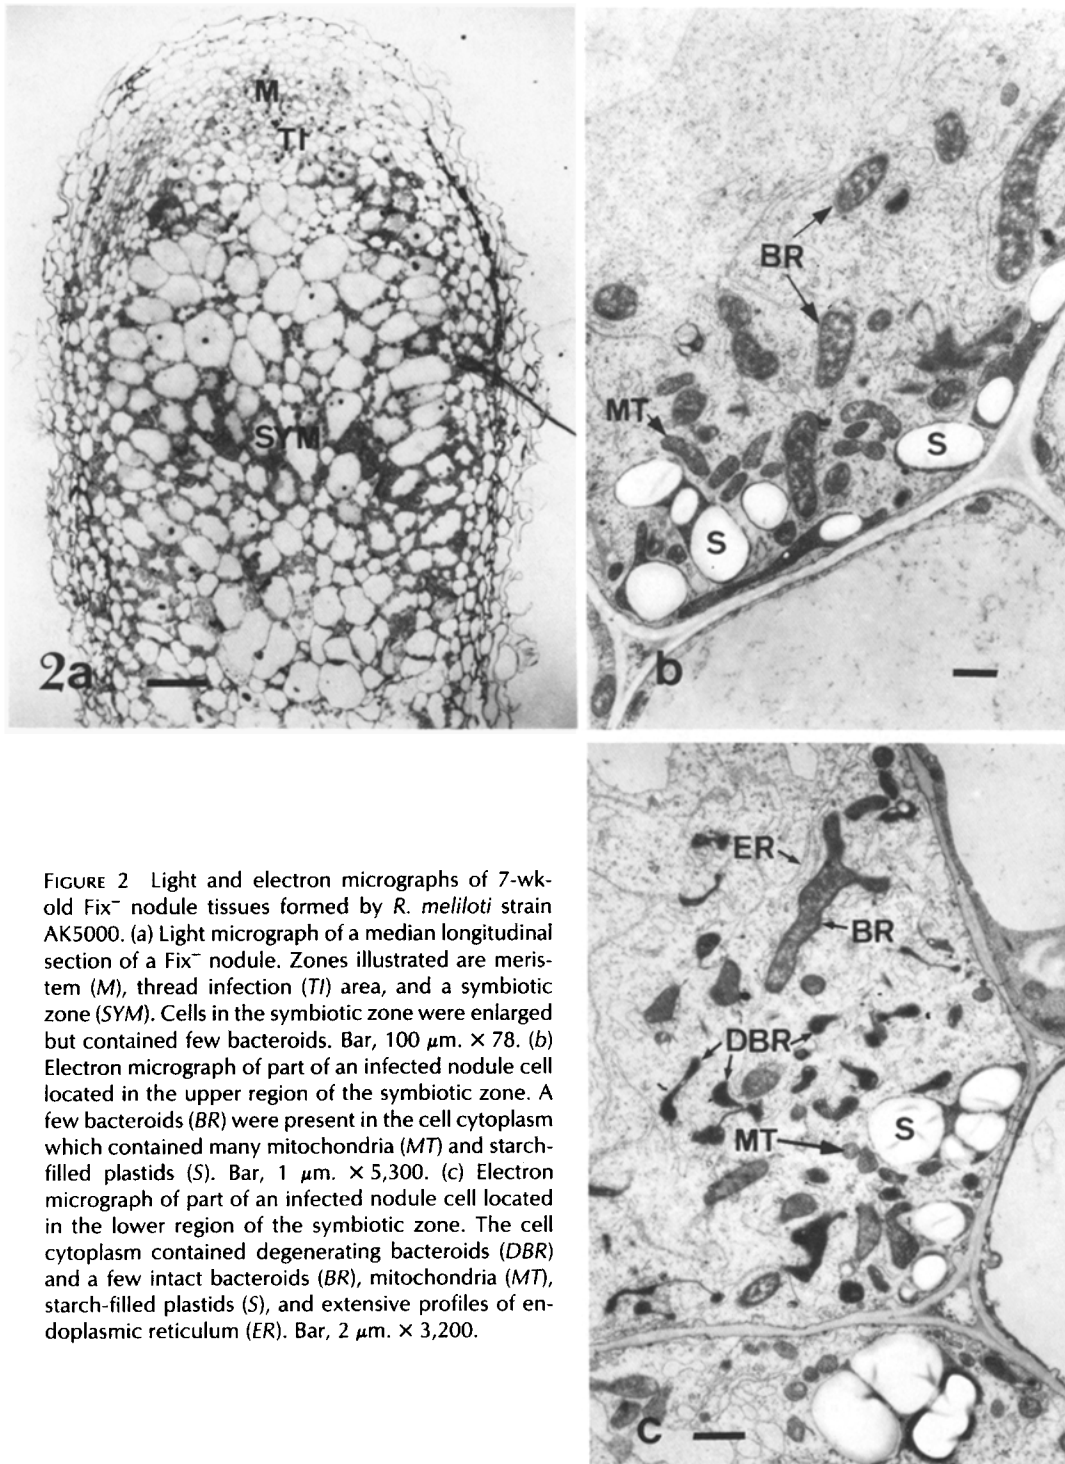 M
TI
SYM
2a
BR
MT
S
S
b
FIGURE 2 Light and electron micrographs of 7-wk-
old Fix⁻ nodule tissues formed by R. meliloti strain
AK5000. (a) Light micrograph of a median longitudinal
section of a Fix⁻ nodule. Zones illustrated are meris-
tem (M), thread infection (TI) area, and a symbiotic
zone (SYM). Cells in the symbiotic zone were enlarged
but contained few bacteroids. Bar, 100 μm. × 78. (b)
Electron micrograph of part of an infected nodule cell
located in the upper region of the symbiotic zone. A
few bacteroids (BR) were present in the cell cytoplasm
which contained many mitochondria (MT) and starch-
filled plastids (S). Bar, 1 μm. × 5,300. (c) Electron
micrograph of part of an infected nodule cell located
in the lower region of the symbiotic zone. The cell
cytoplasm contained degenerating bacteroids (DBR)
and a few intact bacteroids (BR), mitochondria (MT),
starch-filled plastids (S), and extensive profiles of en-
doplasmic reticulum (ER). Bar, 2 μm. × 3,200.
ER
BR
DBR
MT
S
c